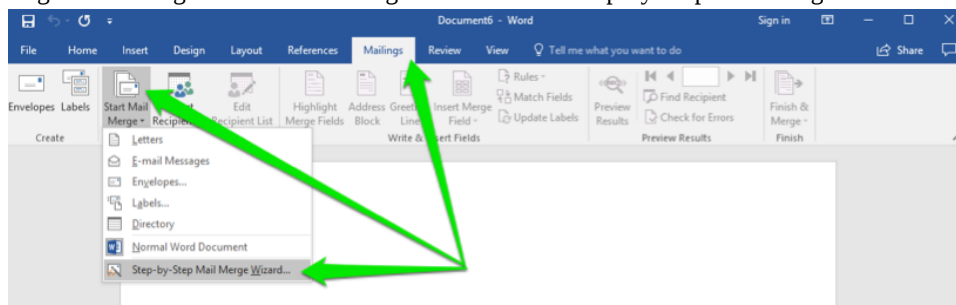 Document6 - Word
Sign in
File Home Insert Design Layout References Mailings Review View Tell me what you want to do
Share
Envelopes Labels
Start Mail Merge
Edit Recipient List
Highlight Merge Fields
Address Block
Line
Insert Merge Field
Rules
Match Fields
Update Labels
Preview Results
Find Recipient
Check for Errors
Finish & Merge
Create
Preview Results
Finish
Letters
E-mail Messages
Envelopes...
Labels...
Directory
Normal Word Document
Step-by-Step Mail Merge Wizard...